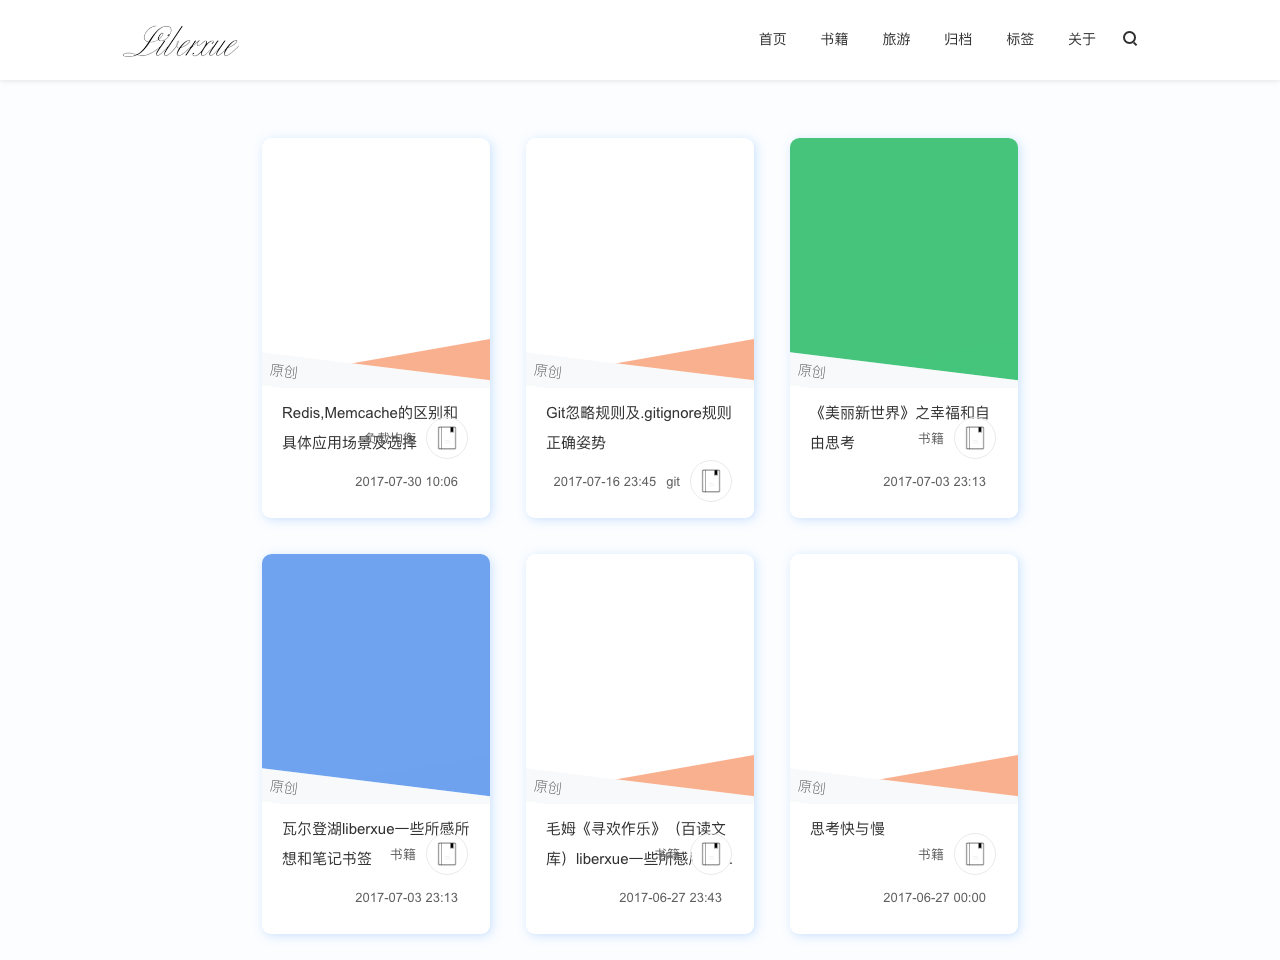 Liberxue
首页 书籍 旅游 归档 标签 关于
原创
Redis,Memcache的区别和
具体应用场景及选择
负载均衡
2017-07-30 10:06
原创
Git忽略规则及.gitignore规则
正确姿势
2017-07-16 23:45 git
原创
《美丽新世界》之幸福和自
由思考
书籍
2017-07-03 23:13
原创
瓦尔登湖liberxue一些所感所
想和笔记书签
书籍
2017-07-03 23:13
原创
毛姆《寻欢作乐》（百读文
库）liberxue一些所感
书籍
2017-06-27 23:43
原创
思考快与慢
书籍
2017-06-27 00:00